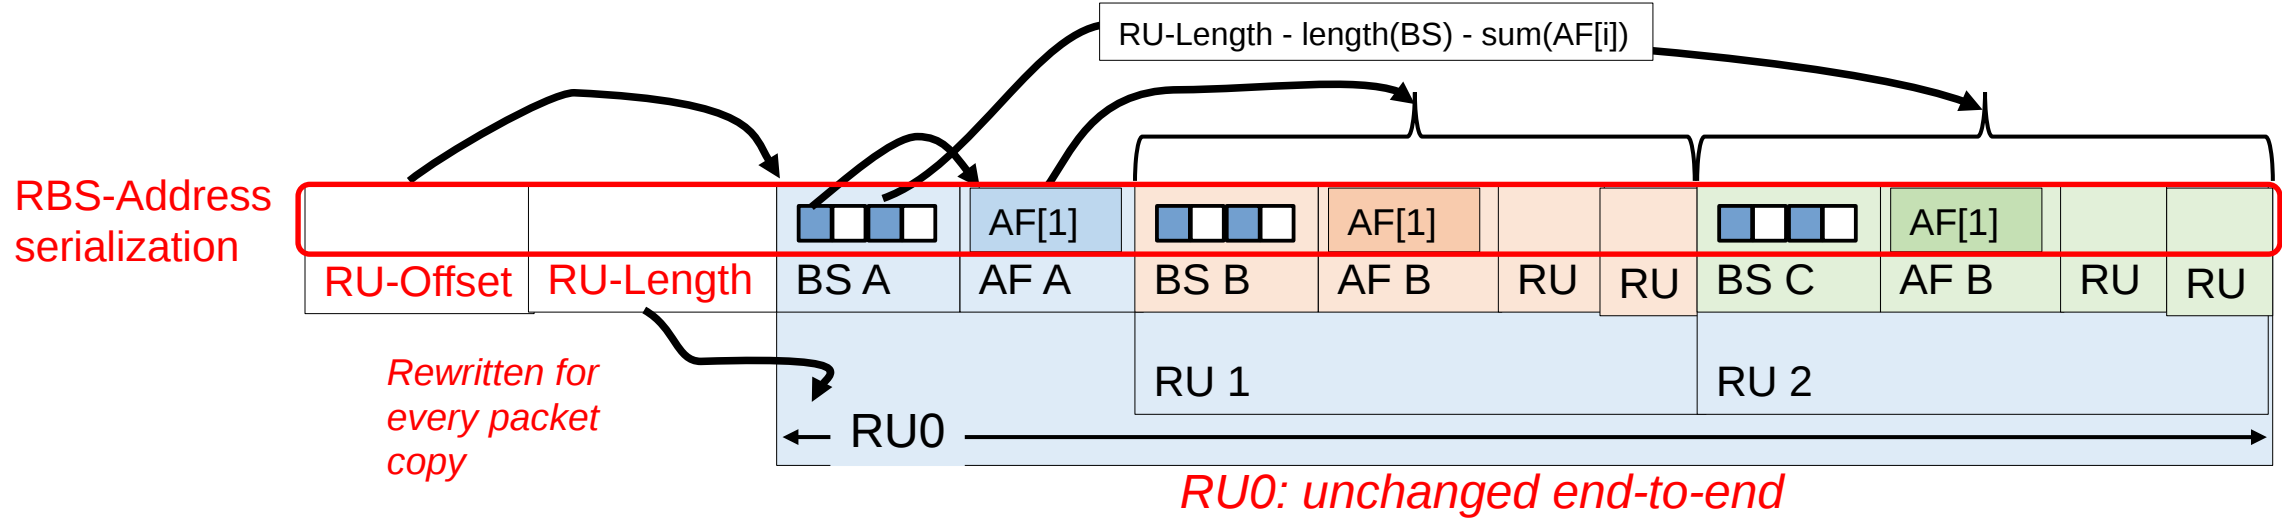 RU-Length - length(BS) - sum(AF[i])
RBS-Address
serialization
AF[1]
AF[1]
AF[1]
RU-Offset
RU-Length
BS A
AF A
BS B
AF B
RU
RU
BS C
AF B
RU
RU
Rewritten for
every packet
copy
RU 1
RU 2
RU0
RU0: unchanged end-to-end